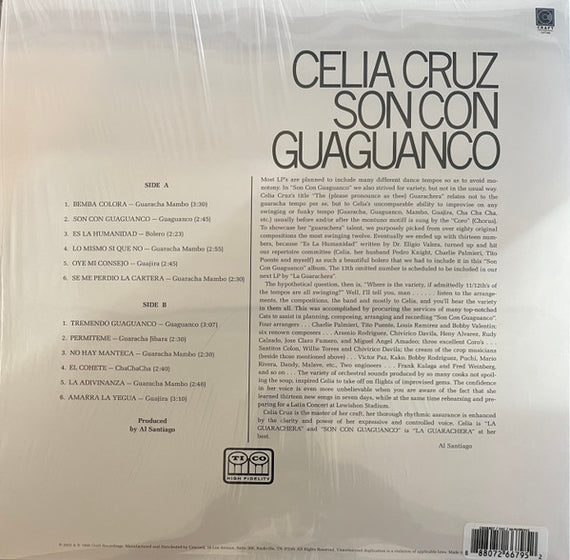 CRAFT
CELIA CRUZ
SON CON
GUAGUANCO
SIDE A
1. BEMBA COLORA — Guaracha Mambo (3:30)
2. SON CON GUAGUANCO — Guaguanco (2:45)
3. ES LA HUMANIDAD — Bolero (2:23)
4. LO MISMO SI QUE NO — Guaracha Mambo (2:55)
5. OYE MI CONSEJO — Guajira (2:45)
6. SE ME PERDIO LA CARTERA — Guaracha Mambo (2:30)
SIDE B
1. TREMENDO GUAGUANCO — Guaguanco (3:07)
2. PERMITEME — Guaracha Jibara (2:30)
3. NO HAY MANTECA — Guaracha Mambo (2:30)
4. EL COHETE — ChaChaCha (2:40)
5. LA ADIVINANZA — Guaracha Mambo (2:46)
6. AMARRA LA YEGUA — Guajira (3:10)
Produced
by Al Santiago
Most LP's are planned to include many different dance tempos so as to avoid mo-
notony. In "Son Con Guaguanco" we also strived for variety, but not in the usual way.
Celia Cruz's title "The (please pronounce as thee) Guarachera" relates not to the
guaracha tempo per se, but to Celia's uncomparable ability to improvise on any
swinging or funky tempo (Guaracha, Guaguanco, Mambo, Guajira, Cha Cha Cha,
etc.) usually before and/or after the montuno motiff is sung by the "Coro" (Chorus).
To showcase her "guarachera" talent, we purposely picked from over eighty original
compositions the most swinging twelve. Eventually we ended up with thirteen num-
bers, because "Es La Humanidad" written by Dr. Eligio Valera, turned up and hit
our repertoire committee (Celia, her husband Pedro Knight, Charlie Palmieri, Tito
Puente and myself) as such a beautiful bolero that we had to include it in this "Son
Con Guaguanco" album. The 13th omitted number is scheduled to be included in our
next LP by "La Guarachera".
The hypothetical question, then is, "Where is the variety, if admittedly 11/12th's of
the tempos are all swinging?" Well, I'll tell you, man . . . . . listen to the arrange-
ments, the compositions, the band and mostly to Celia, and you'll hear the variety
in them all. This was accomplished by procuring the services of many top-notched
Cats to assist in planning, composing, arranging and recording "Son Con Guaguanco".
Four arrangers . . . Charlie Palmieri, Tito Puente, Louis Ramirez and Bobby Valentin;
six renown composers . . . Arsenio Rodriguez, Chivirico Davila, Heny Alvarez, Rudy
Calzado, Jose Claro Fumero, and Miguel Angel Amadeo; three excellent Coro's . . .
Santitos Colon, Willie Torres and Chivirico Davila; the cream of the crop musicians
(beside those mentioned above) . . . Victor Paz, Kako, Bobby Rodriguez, Puchi, Mario
Rivera, Dandy, Malave, etc., Two engineers . . Frank Kulaga and Fred Weinberg,
and so on . . The variety of orchestral sounds produced by so many cooks not spoil-
ing the soup, inspired Celia to take off on flights of improvised gems. The confidence
in her voice is even more unbelievable when you are aware of the fact that she
learned thirteen new songs in seven days, while at the same time rehearsing and pre-
paring for a Latin Concert at Lewishon Stadium.
Celia Cruz is the master of her craft, her thorough rhythmic assurance is enhanced
by the clarity and power of her expressive and controlled voice. Celia is "LA
GUARACHERA" and "SON CON GUAGUANCO" is "LA GUARACHERA" at her
best.
Al Santiago
TICO
HIGH FIDELITY
8 88072 66795 2